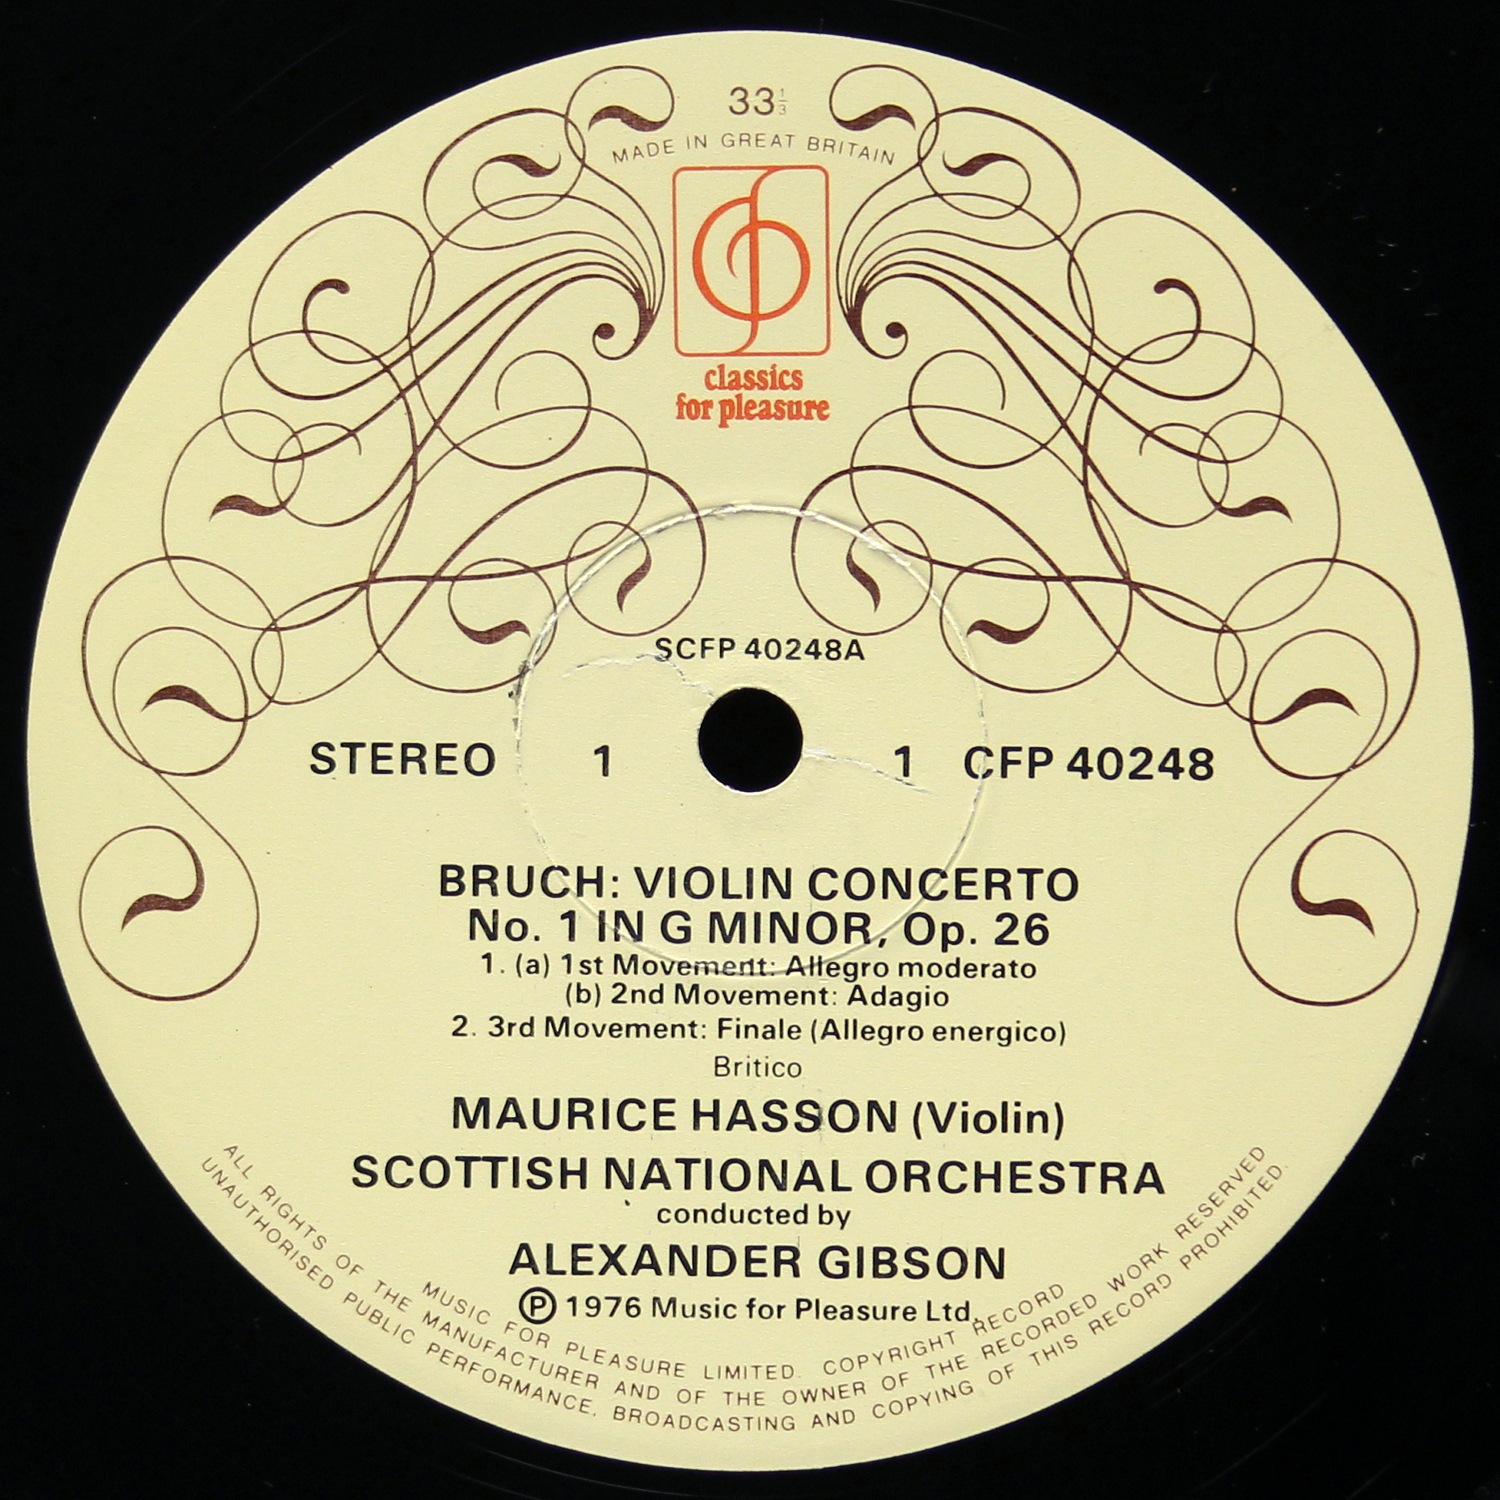 33⅓
MADE IN GREAT BRITAIN
classics
for pleasure
SCFP 40248A
STEREO 1 1 CFP 40248
BRUCH: VIOLIN CONCERTO
No. 1 IN G MINOR, Op. 26
1. (a) 1st Movement: Allegro moderato
(b) 2nd Movement: Adagio
2. 3rd Movement: Finale (Allegro energico)
Britico
MAURICE HASSON (Violin)
SCOTTISH NATIONAL ORCHESTRA
conducted by
ALEXANDER GIBSON
Ⓟ 1976 Music for Pleasure Ltd.
MUSIC FOR PLEASURE LIMITED. COPYRIGHT RECORD
ALL RIGHTS OF THE MANUFACTURER AND OF THE OWNER OF THE RECORDED WORK RESERVED
UNAUTHORISED PUBLIC PERFORMANCE, BROADCASTING AND COPYING OF THIS RECORD PROHIBITED.